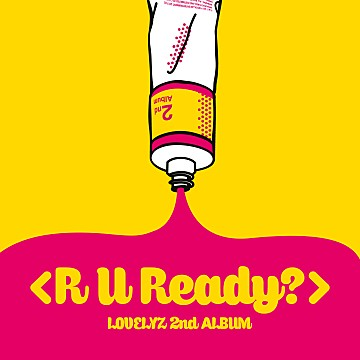 2nd
Album
<R U Ready?>
LOVELYZ 2nd ALBUM